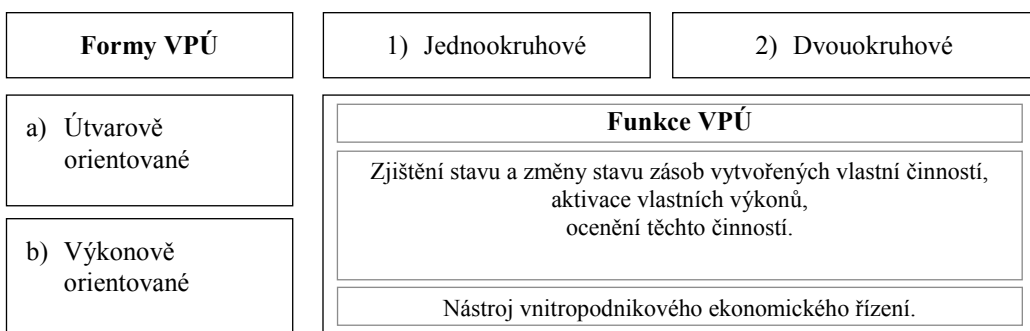 Formy VPÚ
1) Jednookruhové
2) Dvouokruhové
a) Útvarově
orientované
b) Výkonově
orientované
Funkce VPÚ
Zjištění stavu a změny stavu zásob vytvořených vlastní činností,
aktivace vlastních výkonů,
ocenění těchto činností.
Nástroj vnitropodnikového ekonomického řízení.